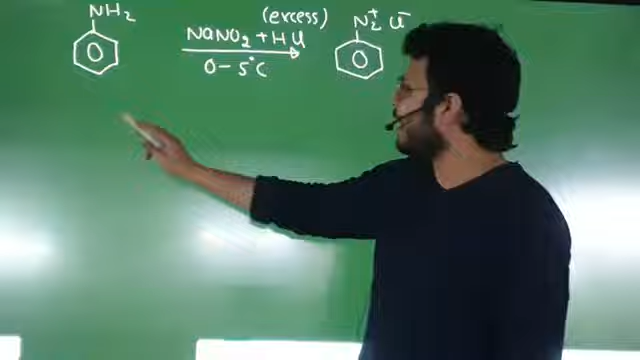 NH2
(excess)
NaNO2 + HCl
0-5°C
N2+ Cl-